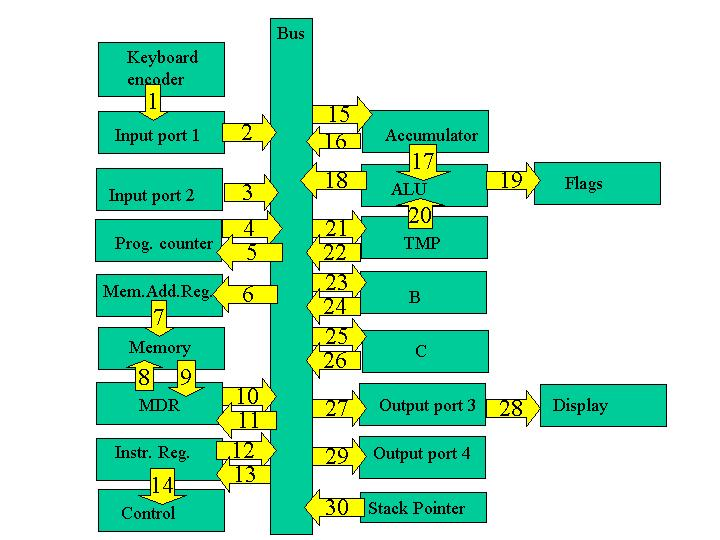 Bus
Keyboard
encoder
1
Input port 1
2
15
16
Accumulator
17
Input port 2
3
18
ALU
19
Flags
20
Prog. counter
4
5
21
22
TMP
Mem.Add.Reg.
6
23
24
B
7
Memory
25
26
C
8
9
MDR
10
11
27
Output port 3
28
Display
Instr. Reg.
12
13
29
Output port 4
14
Control
30
Stack Pointer